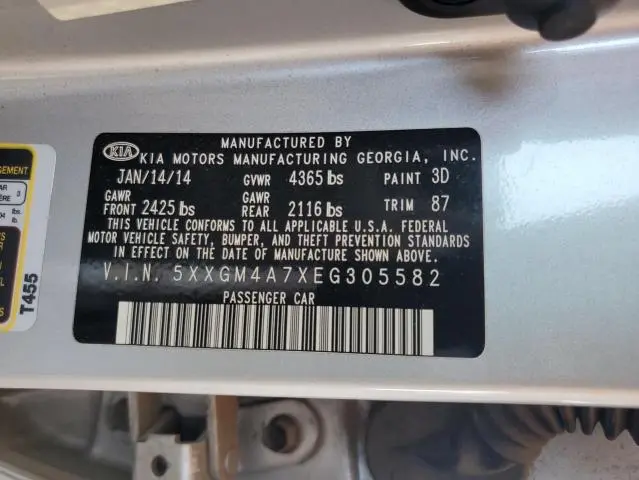 KIA
MANUFACTURED BY
KIA MOTORS MANUFACTURING GEORGIA, INC.
JAN/14/14 GVWR 4365 lbs PAINT 3D
GAWR GAWR
FRONT 2425 lbs REAR 2116 lbs TRIM 87
THIS VEHICLE CONFORMS TO ALL APPLICABLE U.S.A. FEDERAL
MOTOR VEHICLE SAFETY, BUMPER, AND THEFT PREVENTION STANDARDS
IN EFFECT ON THE DATE OF MANUFACTURE SHOWN ABOVE.
V.I.N. 5XXGM4A7XEG305582
PASSENGER CAR
T455